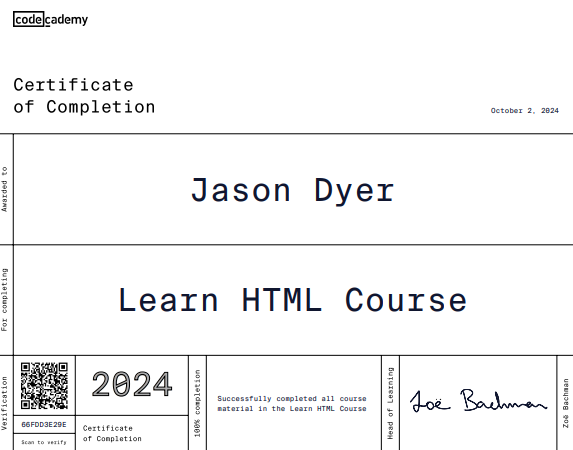 codecademy
Certificate
of Completion
October 2, 2024
Awarded to
Jason Dyer
For completing
Learn HTML Course
Verification
66FDD3E29E
Scan to verify
2024
Certificate
of Completion
100% completion
Successfully completed all course
material in the Learn HTML Course
Head of Learning
Zoë Bachman
Zoë Bachman